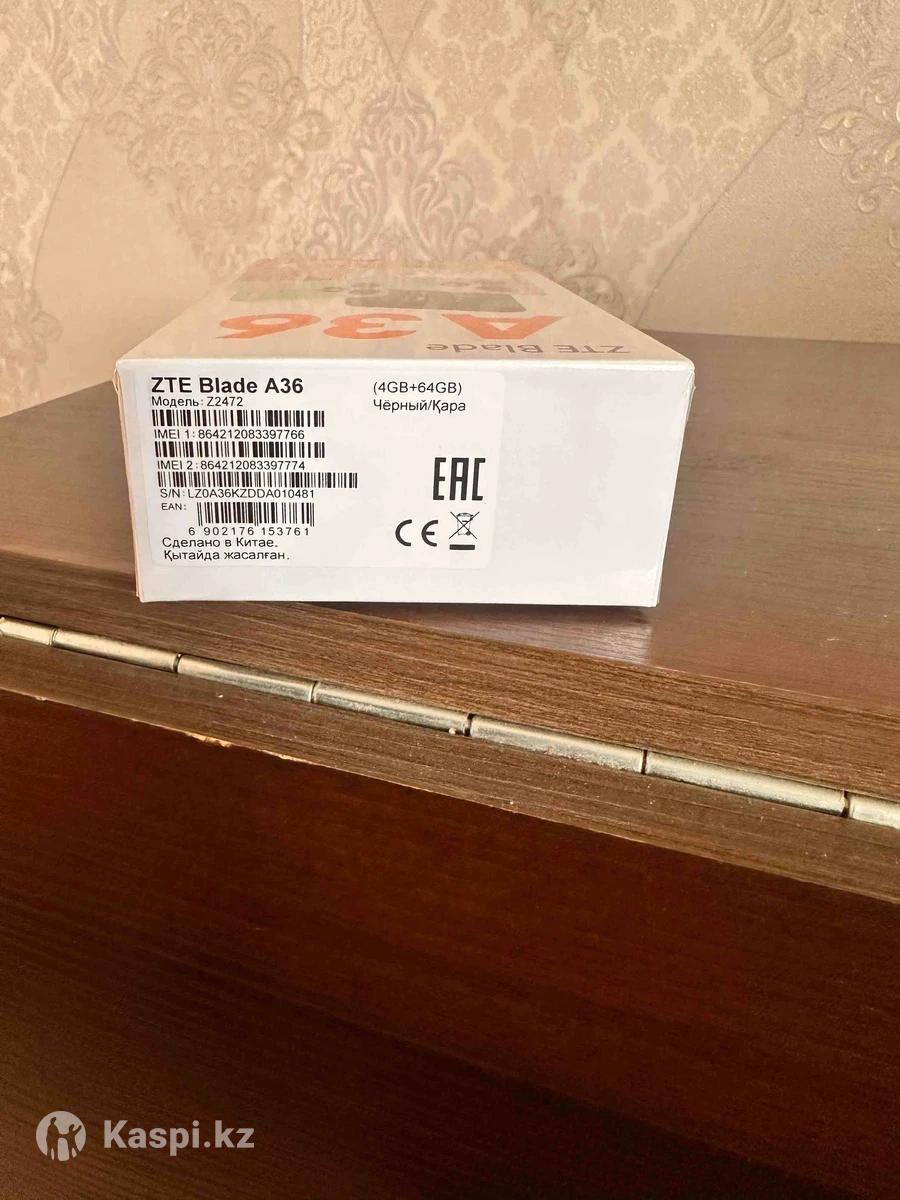 A36
ZTE Blade
ZTE Blade A36
(4GB+64GB)
Модель: Z2472
Чёрный/Қара
IMEI 1: 864212083397766
IMEI 2: 864212083397774
S/N: LZ0A36KZDDA010481
EAN:
6 902176 153761
Сделано в Китае.
Қытайда жасалған.
EAC
CE
Kaspi.kz